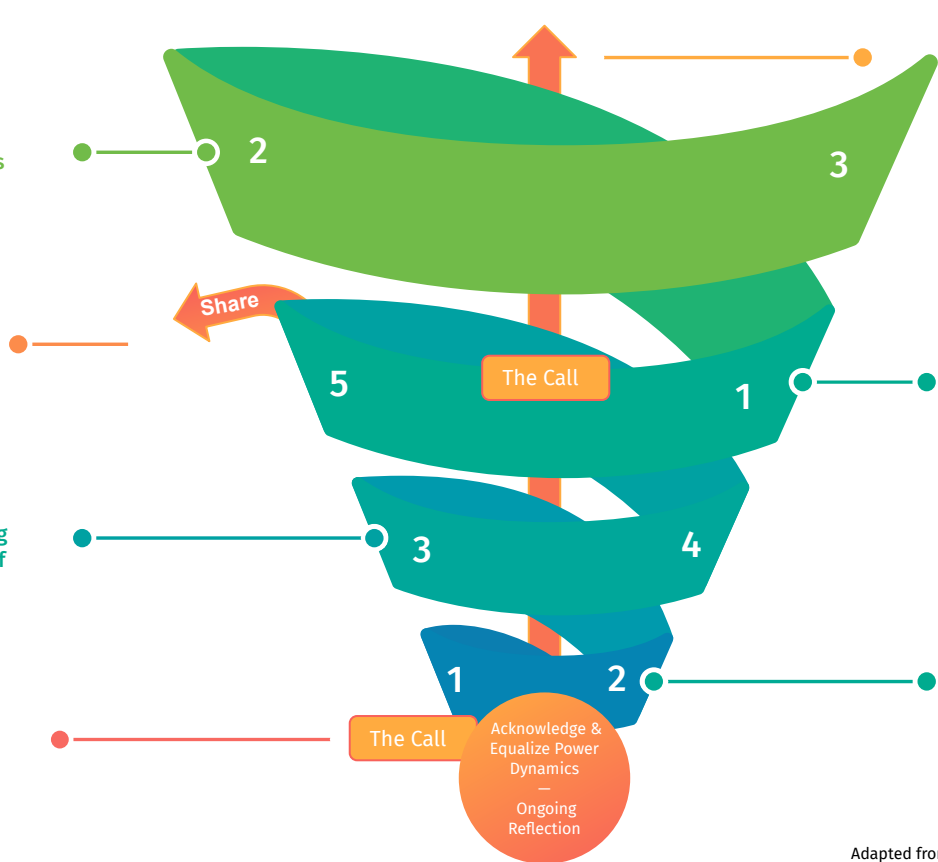 2
3
s
Share
5
The Call
1
g
f
3
4
1
2
The Call
Acknowledge &
Equalize Power
Dynamics
—
Ongoing
Reflection
Adapted from